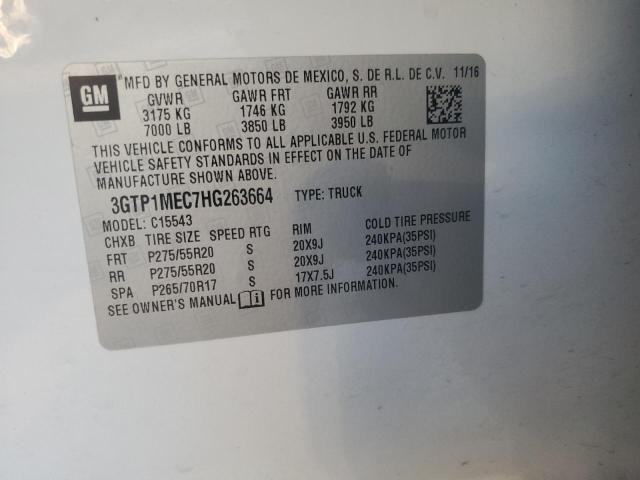 GM
*MFD BY GENERAL MOTORS DE MEXICO, S. DE R.L. DE C.V. 11/16
GVWR GAWR FRT GAWR RR
3175 KG 1746 KG 1792 KG
7000 LB 3850 LB 3950 LB
THIS VEHICLE CONFORMS TO ALL APPLICABLE U.S. FEDERAL MOTOR
VEHICLE SAFETY STANDARDS IN EFFECT ON THE DATE OF
MANUFACTURE SHOWN ABOVE.
3GTP1MEC7HG263664 TYPE: TRUCK
MODEL: C15543
CHXB TIRE SIZE SPEED RTG RIM COLD TIRE PRESSURE
FRT P275/55R20 S 20X9J 240KPA(35PSI)
RR P275/55R20 S 20X9J 240KPA(35PSI)
SPA P265/70R17 S 17X7.5J 240KPA(35PSI)
SEE OWNER'S MANUAL FOR MORE INFORMATION.